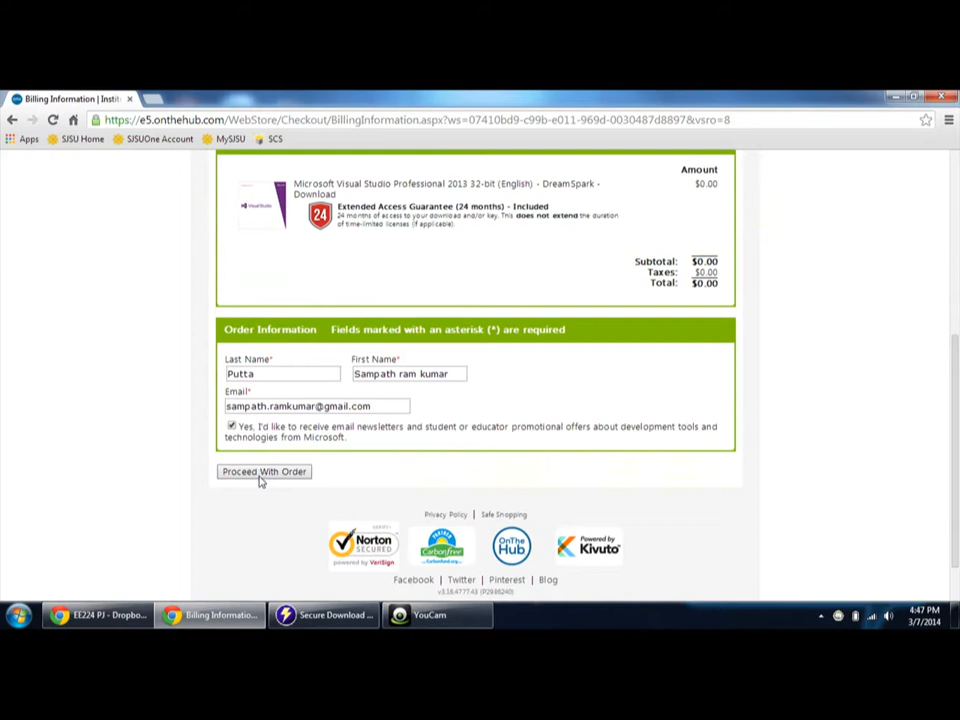 Billing Information | Instit
https://e5.onthehub.com/WebStore/Checkout/BillingInformation.aspx?ws=07410bd9-c99b-e011-969d-0030487d8897&vsro=8
Apps SJSU Home SJSUOne Account MySJSU SCS
Amount
Microsoft Visual Studio Professional 2013 32-bit (English) - DreamSpark - $0.00
Download
Visual Studio
24
Extended Access Guarantee (24 months) - Included
24 months of access to your download and/or key. This does not extend the duration
of time-limited licenses (if applicable).
Subtotal: $0.00
Taxes: $0.00
Total: $0.00
Order Information Fields marked with an asterisk (*) are required
Last Name* First Name*
Putta Sampath ram kumar
Email*
sampath.ramkumar@gmail.com
Yes, I'd like to receive email newsletters and student or educator promotional offers about development tools and
technologies from Microsoft.
Proceed With Order
Privacy Policy | Safe Shopping
Norton
SECURED
powered by VeriSign
PARTNER
Carbonfree
OnThe
Hub
Powered by
Kivuto
Facebook | Twitter | Pinterest | Blog
EE224 PJ - Dropbo... Billing Informatio... Secure Download ... YouCam
4:47 PM
3/7/2014